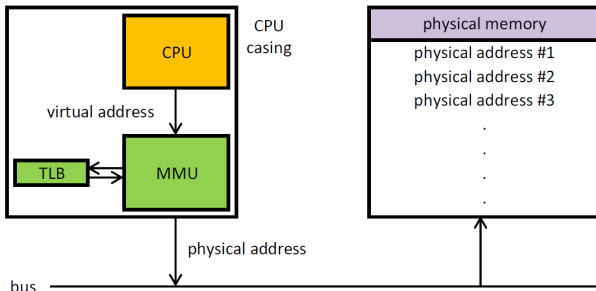 CPU
casing
CPU
virtual address
TLB
MMU
physical address
bus
physical memory
physical address #1
physical address #2
physical address #3
.
.
.
.